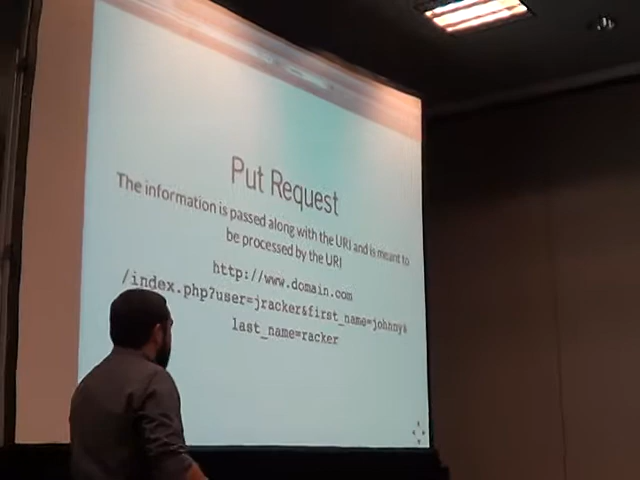 Put Request
The information is passed along with the URI and is meant to
be processed by the URI
http://www.domain.com
/index.php?user=jracker&first_name=johnny&
last_name=racker